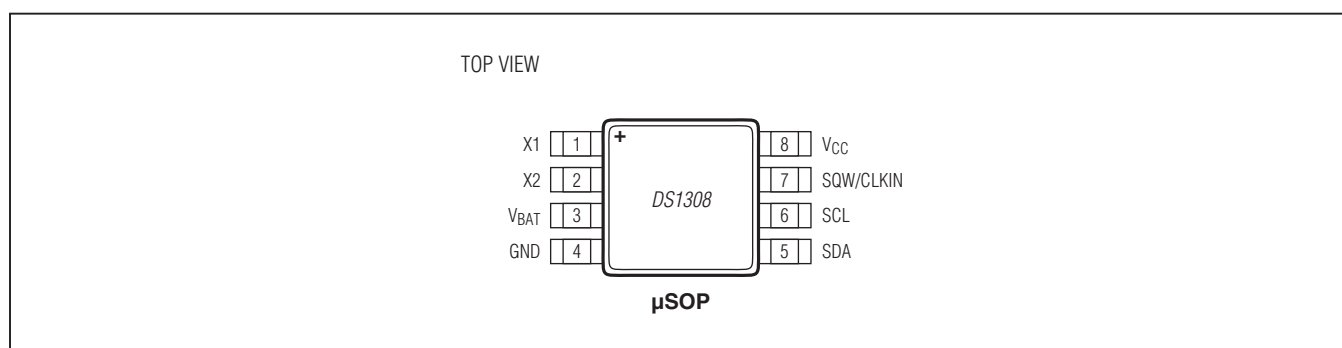 TOP VIEW
X1 1 + 8 VCC
X2 2 7 SQW/CLKIN
DS1308
VBAT 3 6 SCL
GND 4 5 SDA
µSOP